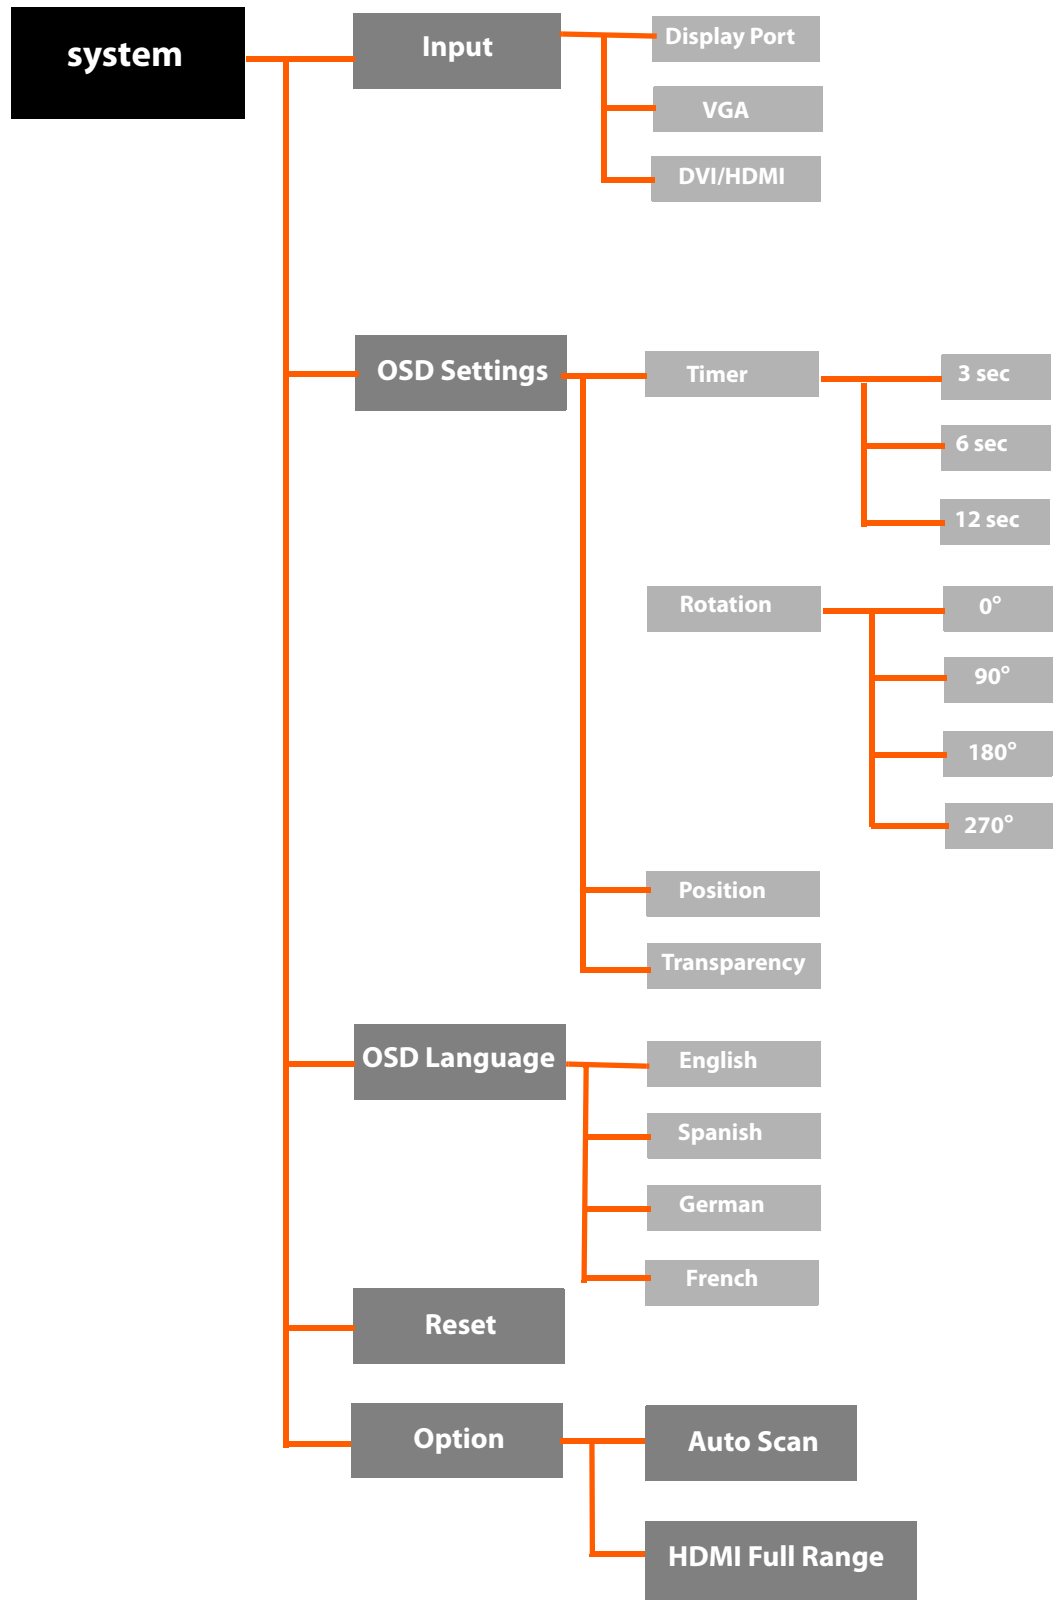 system
Input
Display Port
VGA
DVI/HDMI
OSD Settings
Timer
3 sec
6 sec
12 sec
Rotation
0°
90°
180°
270°
Position
Transparency
OSD Language
English
Spanish
German
French
Reset
Option
Auto Scan
HDMI Full Range